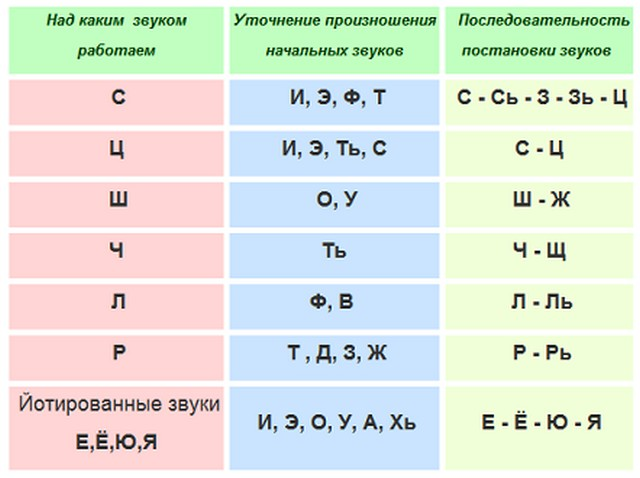 Над каким звуком Уточнение произношения Последовательность
работаем начальных звуков постановки звуков
С И, Э, Ф, Т С - Сь - З - Зь - Ц
Ц И, Э, Ть, С С - Ц
Ш О, У Ш - Ж
Ч Ть Ч - Щ
Л Ф, В Л - Ль
Р Т , Д, З, Ж Р - Рь
Йотированные звуки
Е,Ё,Ю,Я И, Э, О, У, А, Хь Е - Ё - Ю - Я